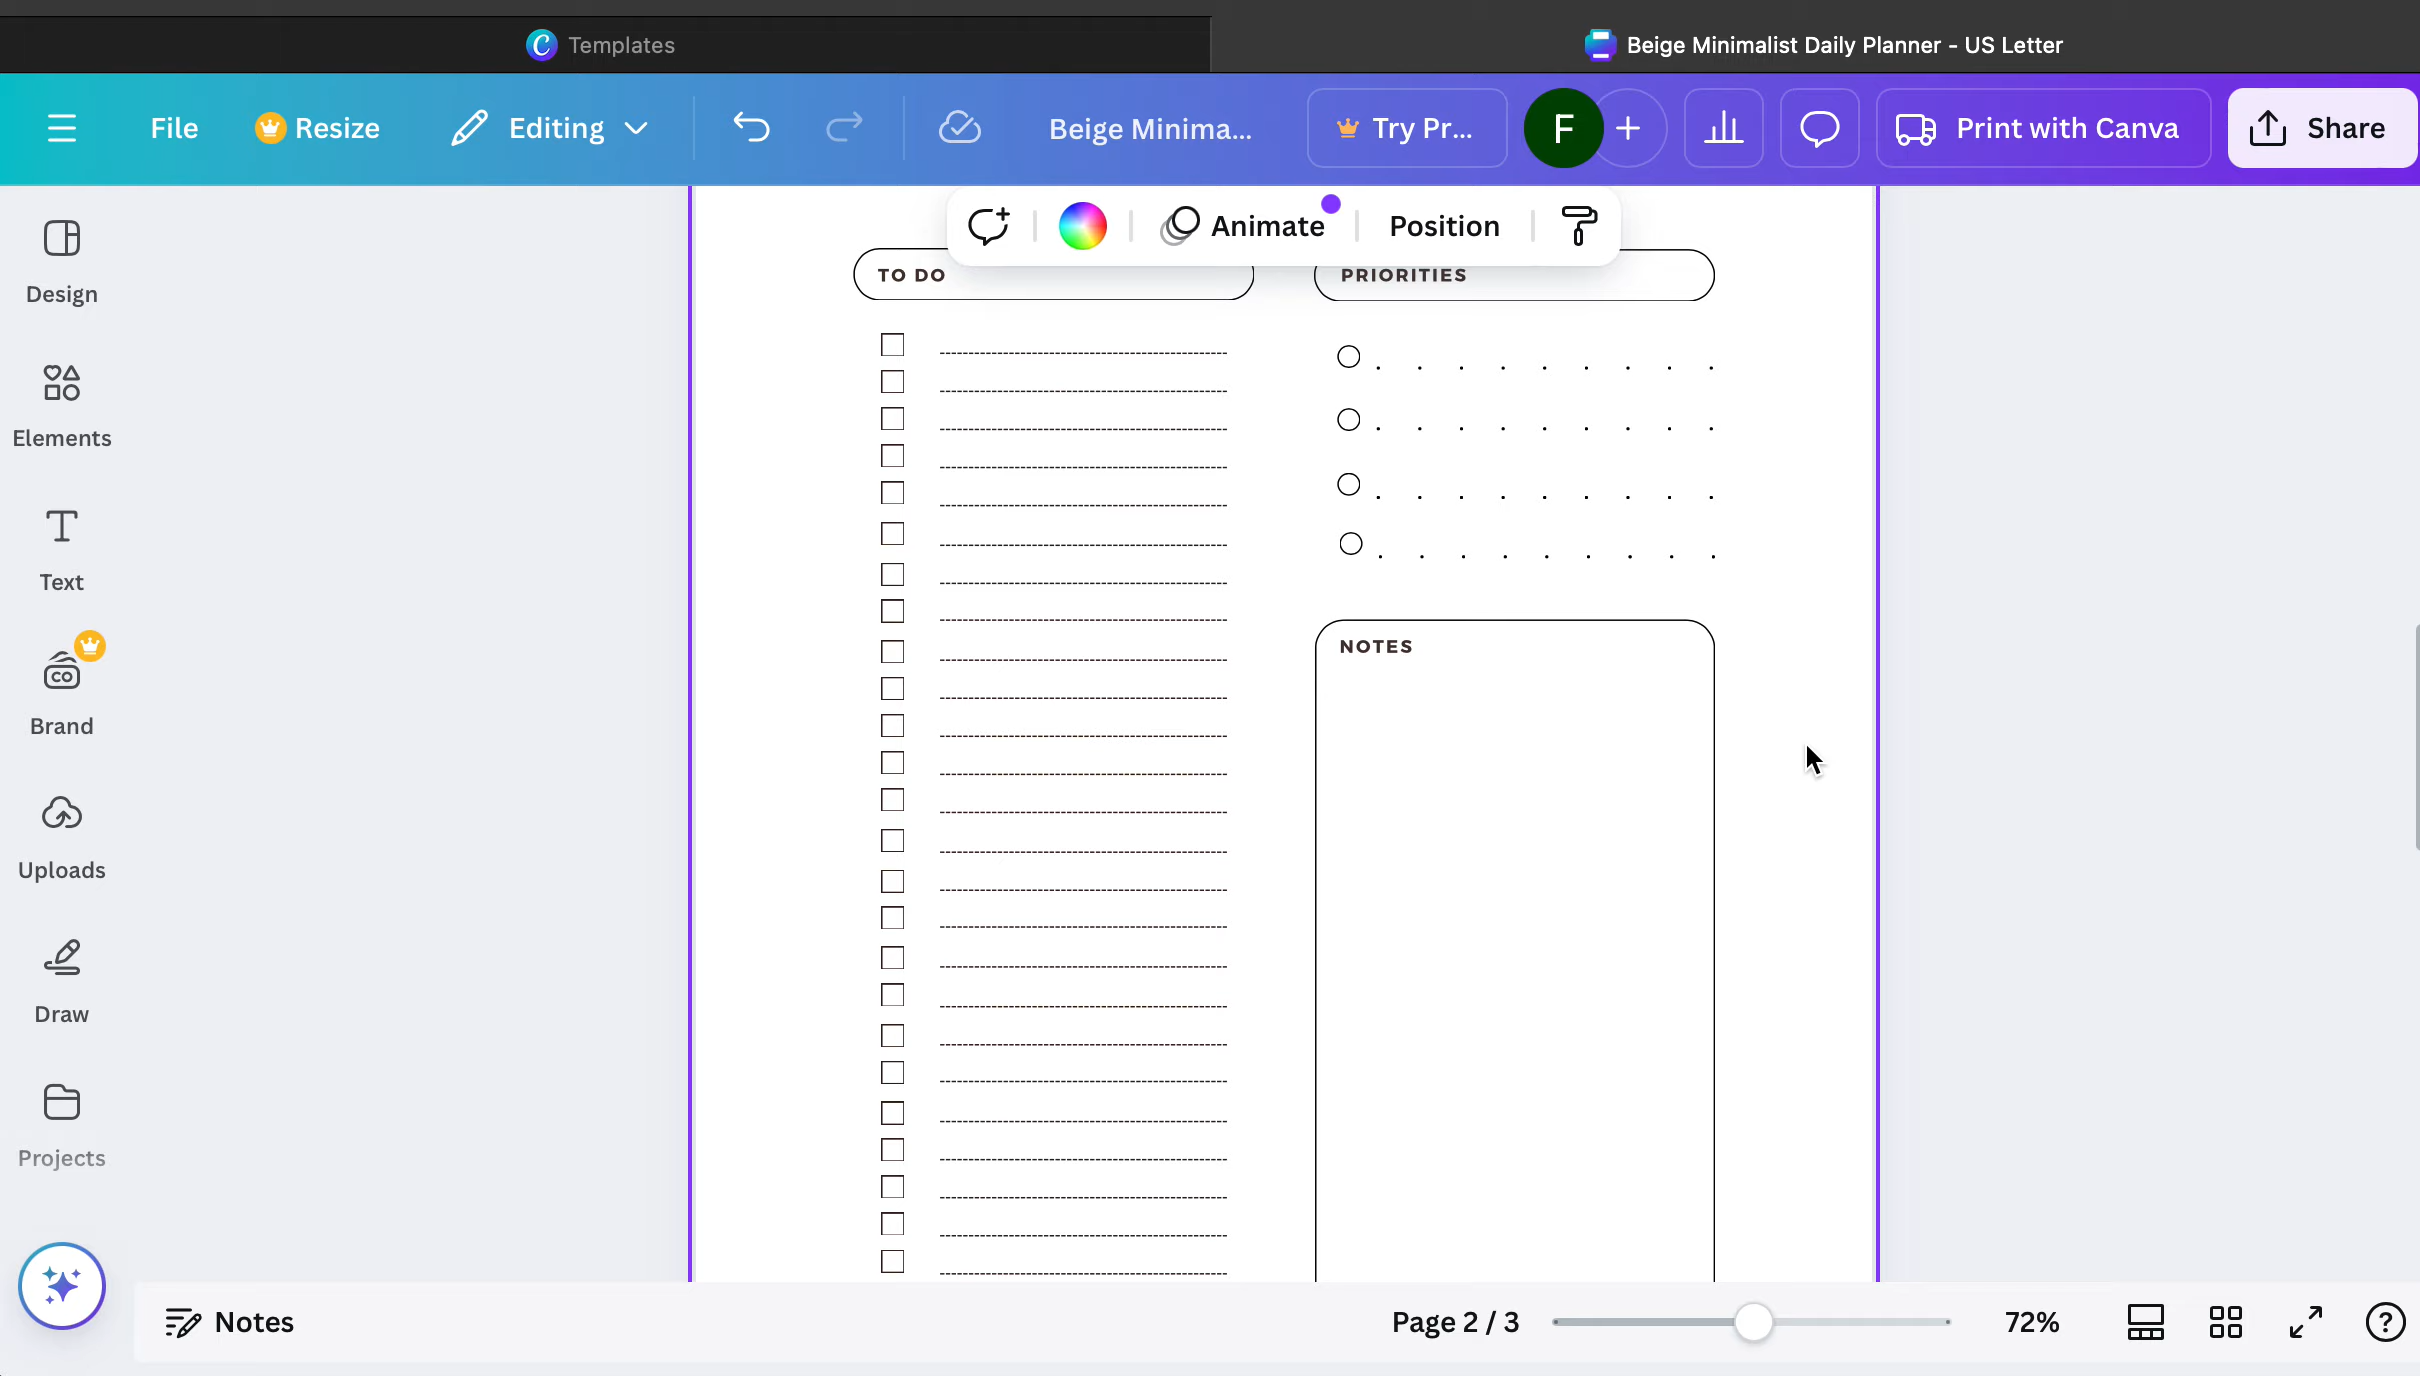 Templates
Beige Minimalist Daily Planner - US Letter
File
Resize
Editing
Beige Minima...
Try Pr...
F
Print with Canva
Share
Animate
Position
Design
Elements
Text
CO
Brand
Uploads
Draw
Projects
TO DO
PRIORITIES
NOTES
Notes
Page 2 / 3
72%
?